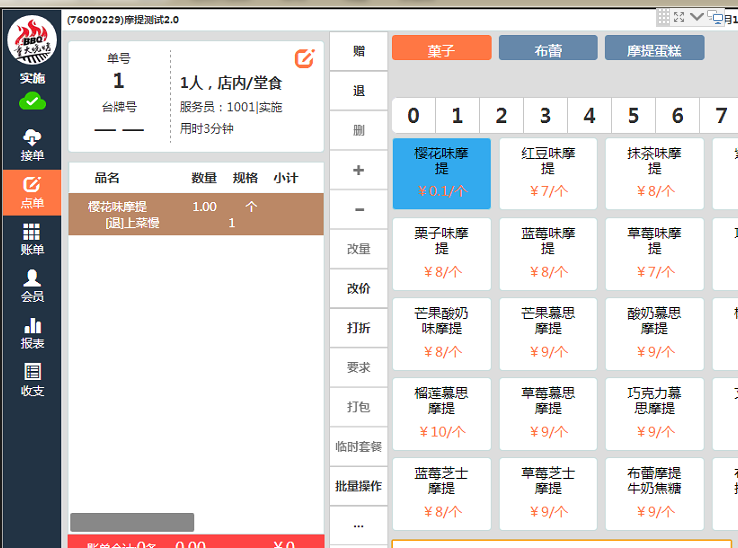 (76090229)摩提测试2.0
月1
BBQ
实施
接单
点单
账单
会员
报表
收支
单号
1
台牌号
— —
1人，店内/堂食
服务员：1001|实施
用时3分钟
品名 数量 规格 小计
樱花味摩提 1.00 个
[退]上菜慢 1
账单合计0条 0.00 ￥0
赠
退
删
+
−
改量
改价
打折
要求
打包
临时套餐
批量操作
...
菓子 布蕾 摩提蛋糕
0 1 2 3 4 5 6 7
樱花味摩
提
￥0.1/个
红豆味摩
提
￥7/个
抹茶味摩
提
￥8/个
栗子味摩
提
￥8/个
蓝莓味摩
提
￥8/个
草莓味摩
提
￥7/个
芒果酸奶
味摩提
￥8/个
芒果慕思
摩提
￥9/个
酸奶慕思
摩提
￥9/个
榴莲慕思
摩提
￥10/个
草莓慕思
摩提
￥9/个
巧克力慕
思摩提
￥9/个
蓝莓芝士
摩提
￥8/个
草莓芝士
摩提
￥9/个
布蕾摩提
牛奶焦糖
￥9/个